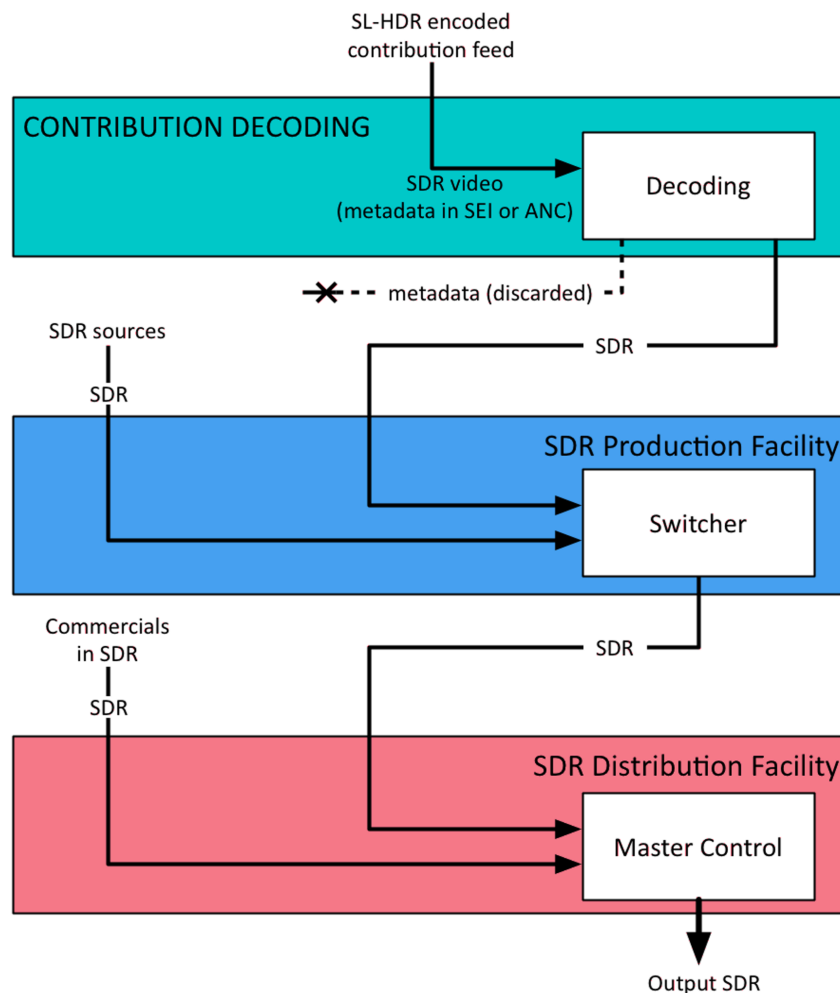 SL-HDR encoded
contribution feed
CONTRIBUTION DECODING
Decoding
SDR video
(metadata in SEI or ANC)
metadata (discarded)
SDR sources
SDR
SDR
SDR Production Facility
Switcher
Commercials
in SDR
SDR
SDR
SDR Distribution Facility
Master Control
Output SDR